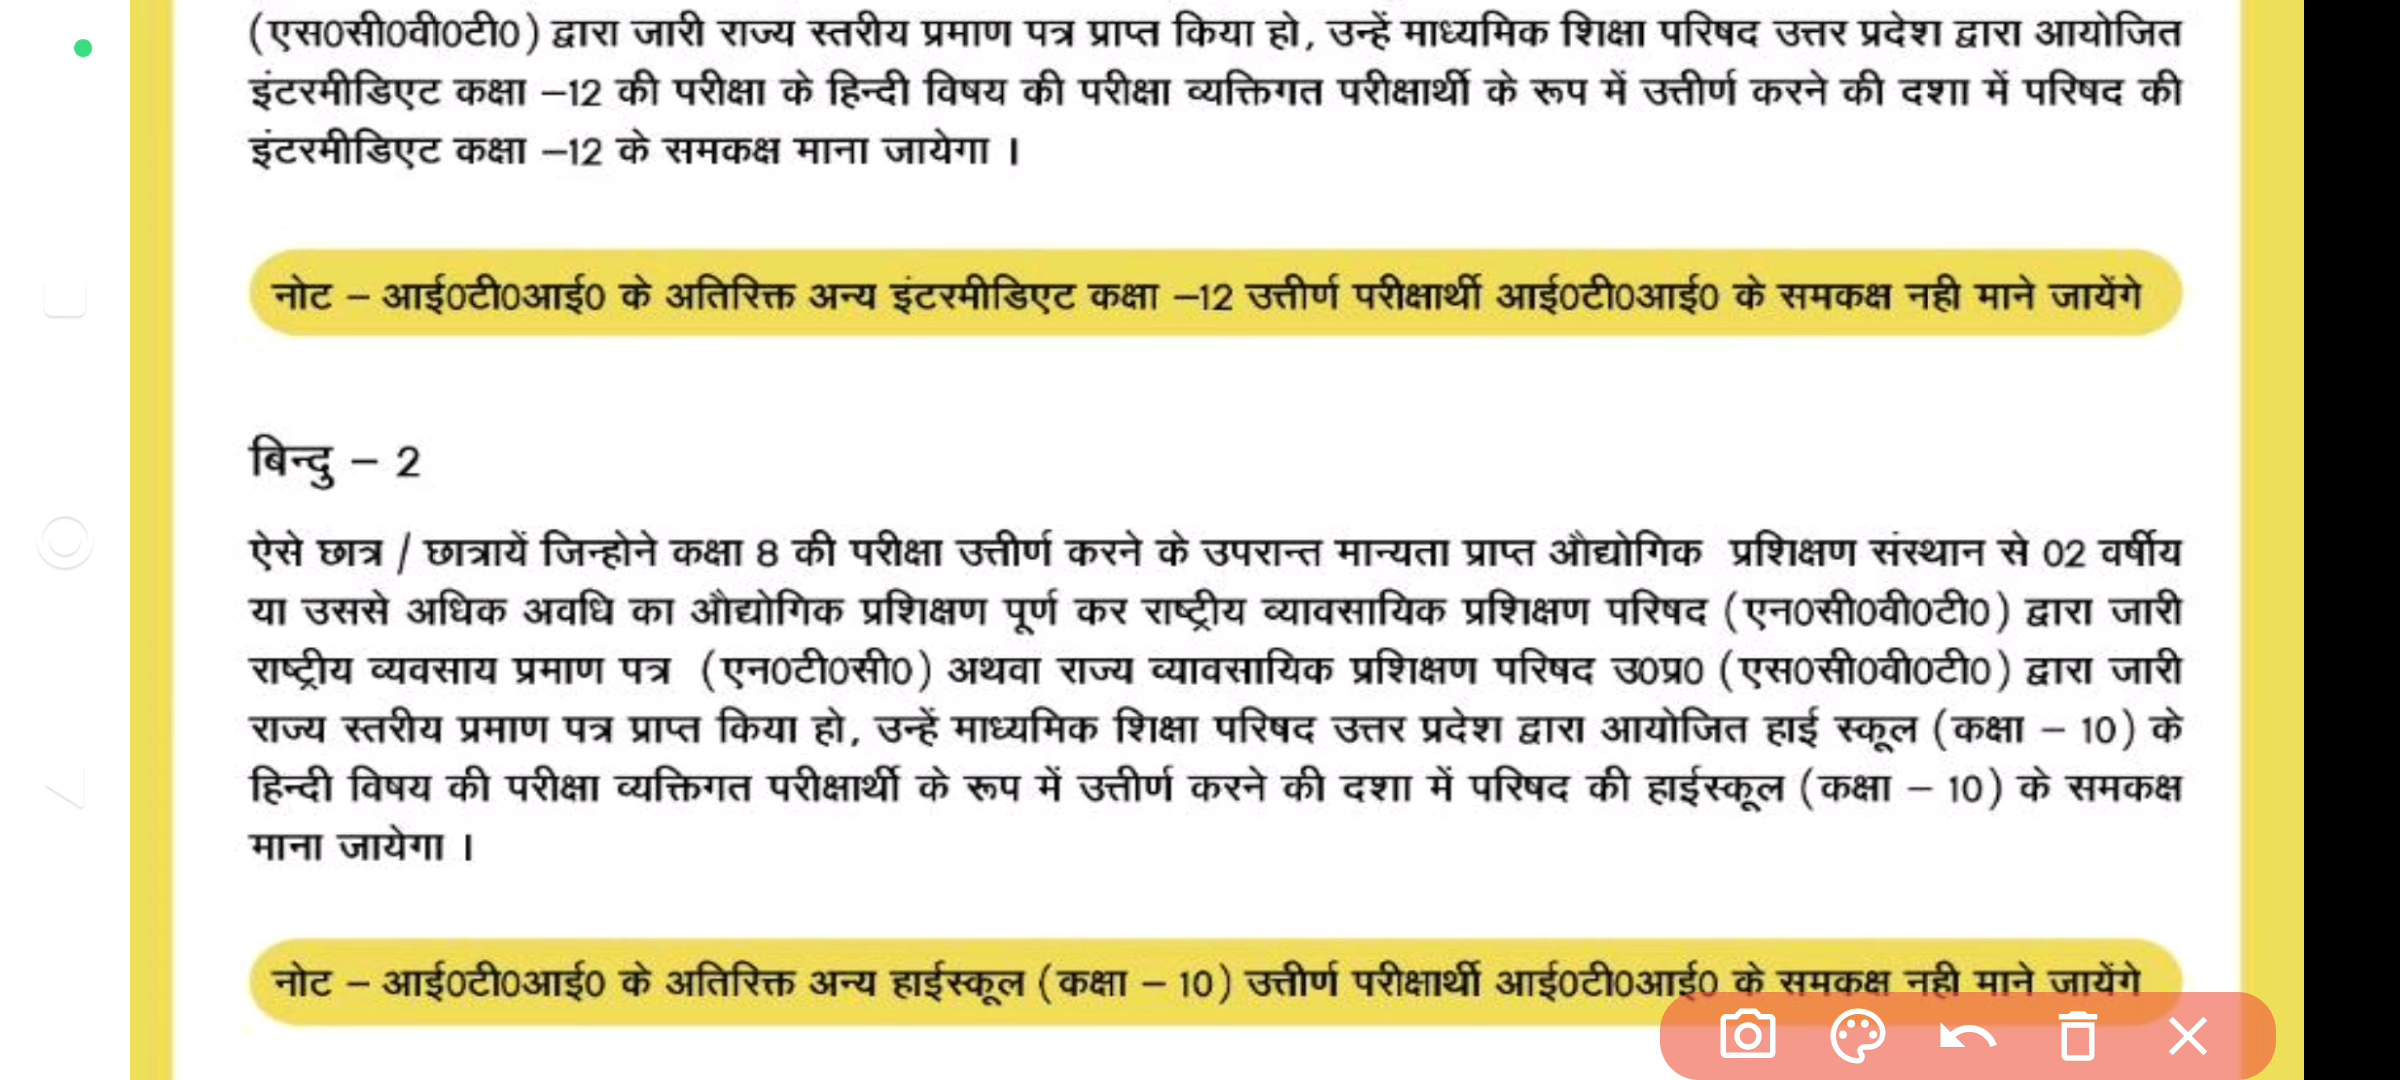 (एस0सी0वी0टी0) द्वारा जारी राज्य स्तरीय प्रमाण पत्र प्राप्त किया हो, उन्हें माध्यमिक शिक्षा परिषद उत्तर प्रदेश द्वारा आयोजित
इंटरमीडिएट कक्षा –12 की परीक्षा के हिन्दी विषय की परीक्षा व्यक्तिगत परीक्षार्थी के रूप में उत्तीर्ण करने की दशा में परिषद की
इंटरमीडिएट कक्षा –12 के समकक्ष माना जायेगा ।
नोट – आई0टी0आई0 के अतिरिक्त अन्य इंटरमीडिएट कक्षा –12 उत्तीर्ण परीक्षार्थी आई0टी0आई0 के समकक्ष नही माने जायेंगे
बिन्दु – 2
ऐसे छात्र / छात्रायें जिन्होने कक्षा 8 की परीक्षा उत्तीर्ण करने के उपरान्त मान्यता प्राप्त औद्योगिक प्रशिक्षण संस्थान से 02 वर्षीय
या उससे अधिक अवधि का औद्योगिक प्रशिक्षण पूर्ण कर राष्ट्रीय व्यावसायिक प्रशिक्षण परिषद (एन0सी0वी0टी0) द्वारा जारी
राष्ट्रीय व्यवसाय प्रमाण पत्र (एन0टी0सी0) अथवा राज्य व्यावसायिक प्रशिक्षण परिषद उ0प्र0 (एस0सी0वी0टी0) द्वारा जारी
राज्य स्तरीय प्रमाण पत्र प्राप्त किया हो, उन्हें माध्यमिक शिक्षा परिषद उत्तर प्रदेश द्वारा आयोजित हाई स्कूल (कक्षा – 10) के
हिन्दी विषय की परीक्षा व्यक्तिगत परीक्षार्थी के रूप में उत्तीर्ण करने की दशा में परिषद की हाईस्कूल (कक्षा – 10) के समकक्ष
माना जायेगा ।
नोट – आई0टी0आई0 के अतिरिक्त अन्य हाईस्कूल (कक्षा – 10) उत्तीर्ण परीक्षार्थी आई0टी0आई0 के समकक्ष नही माने जायेंगे